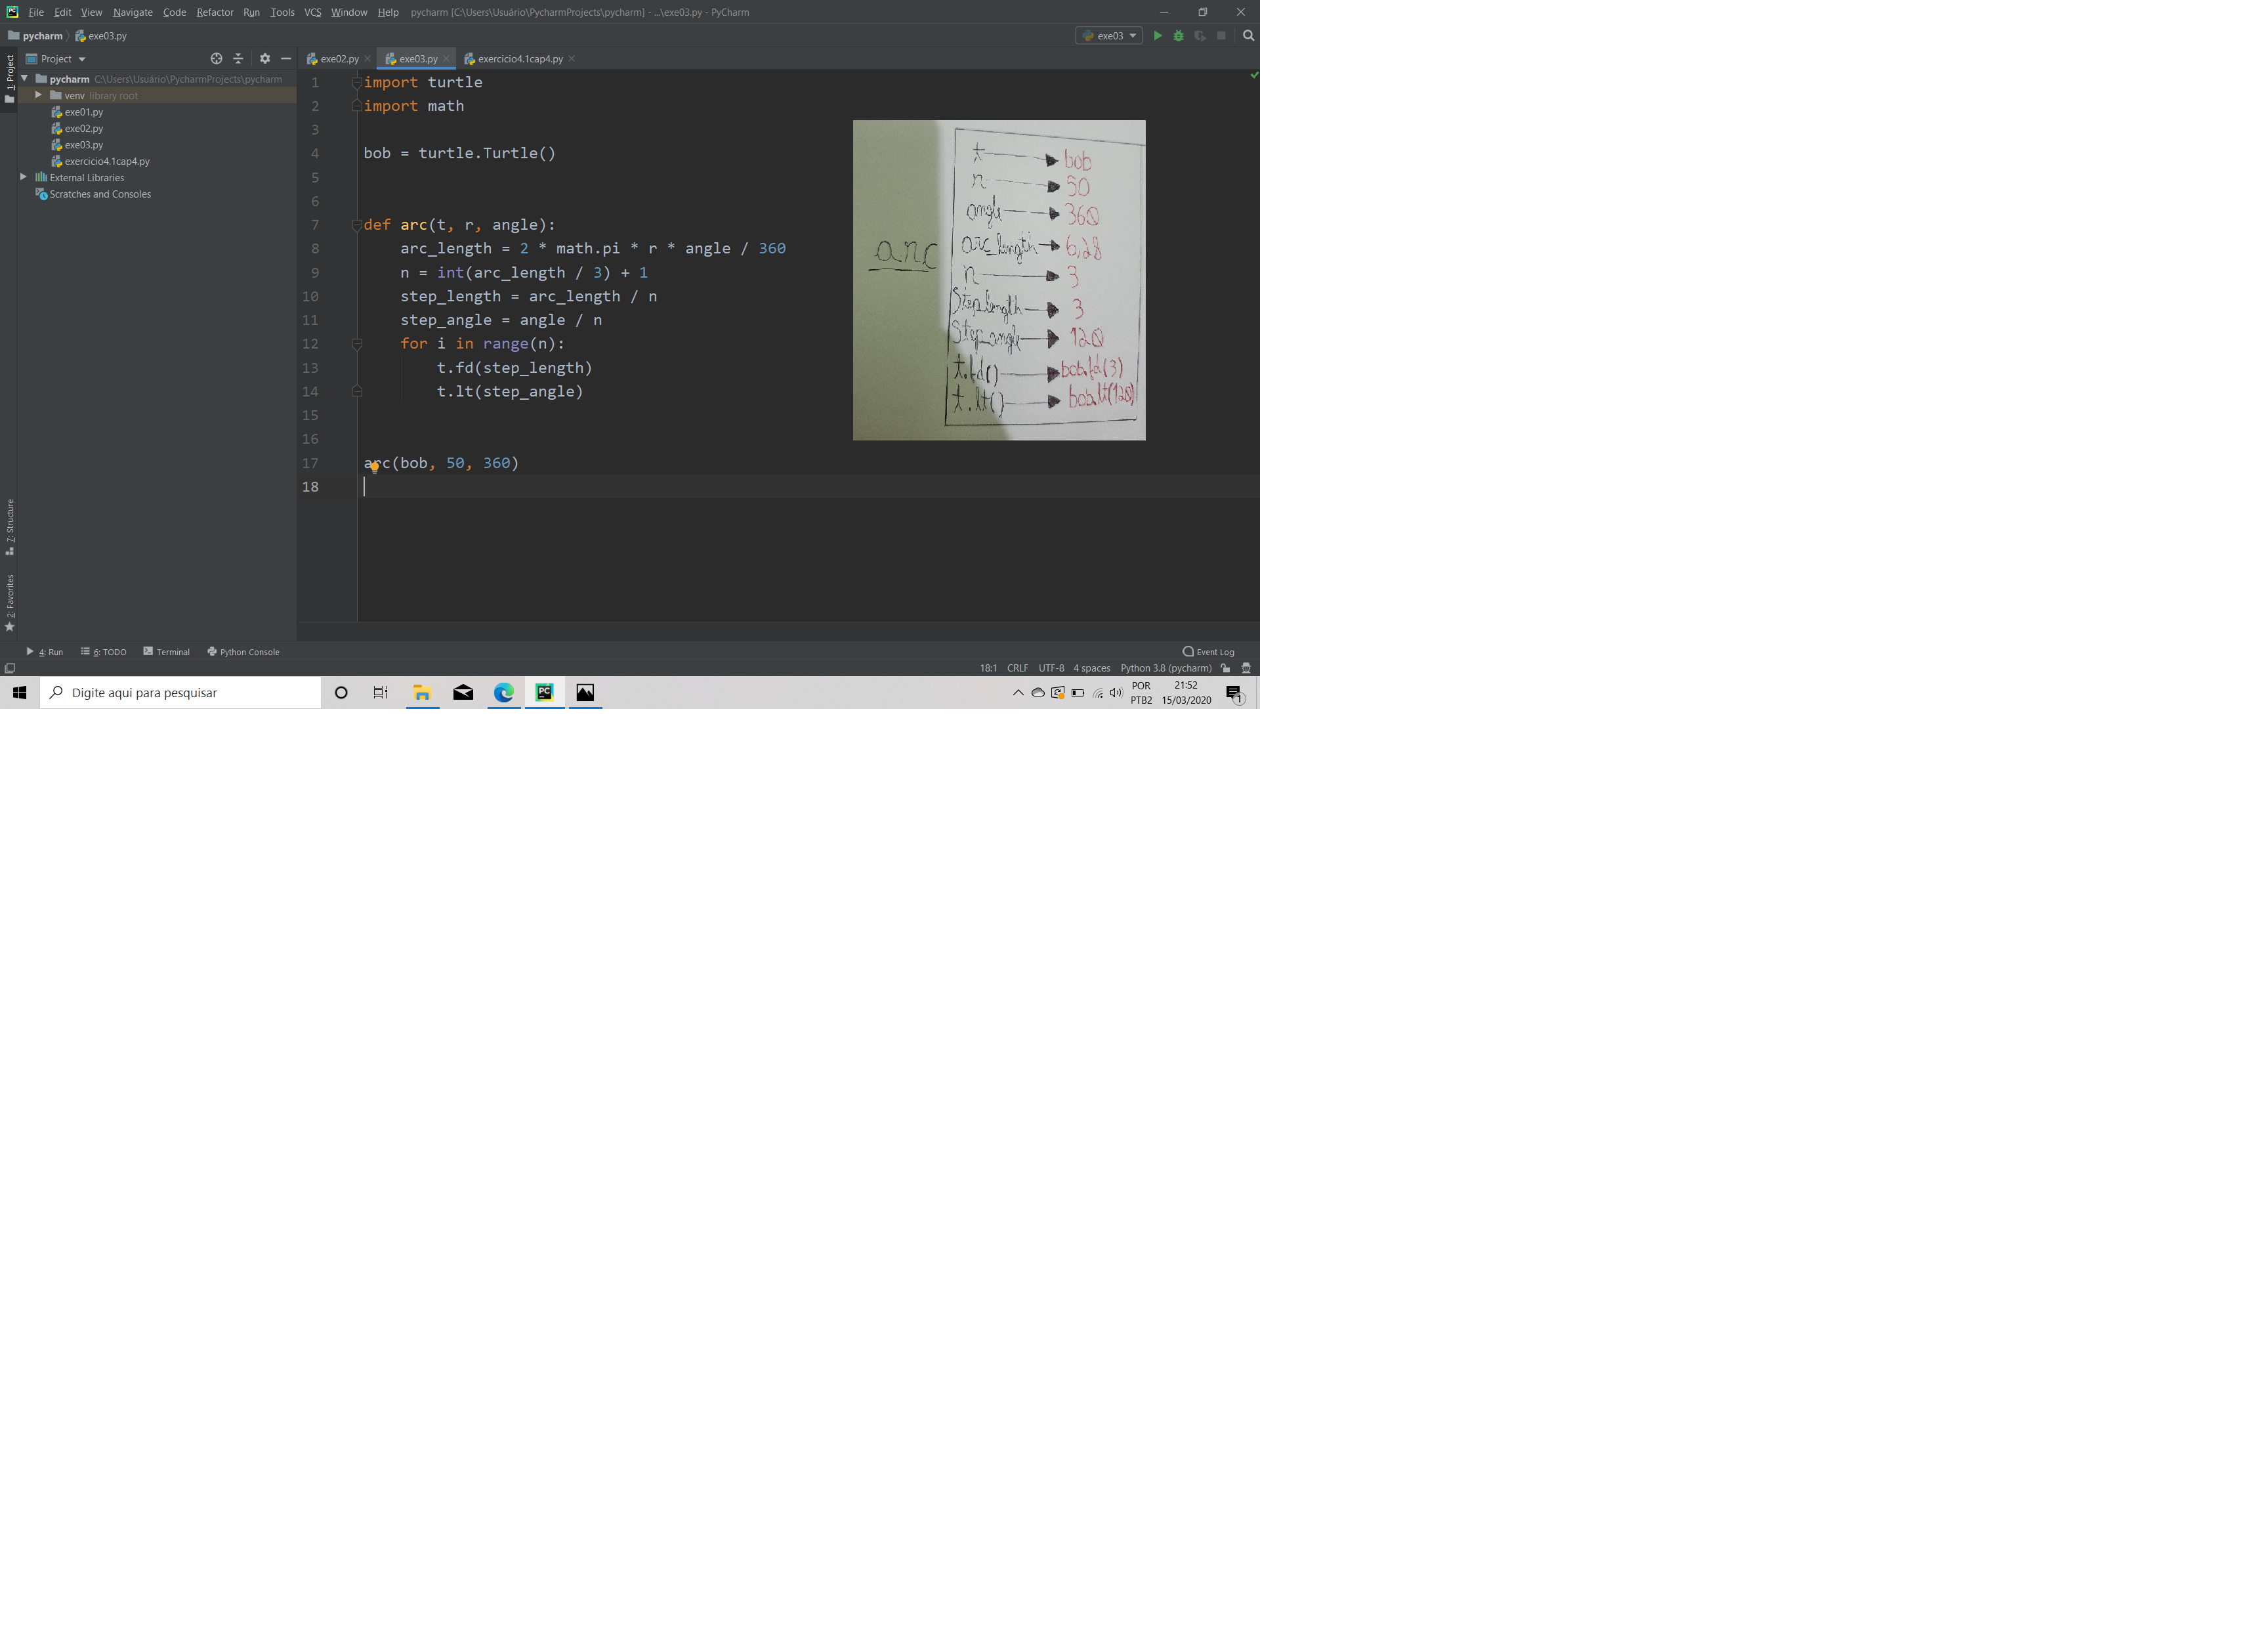 File Edit View Navigate Code Refactor Run Tools VCS Window Help pycharm [C:\Users\Usuário\PycharmProjects\pycharm] - ...\exe03.py - PyCharm
pycharm exe03.py
exe03
Project
exe02.py exe03.py exercicio4.1cap4.py
1: Project
pycharm C:\Users\Usuário\PycharmProjects\pycharm
venv library root
exe01.py
exe02.py
exe03.py
exercicio4.1cap4.py
External Libraries
Scratches and Consoles
7: Structure
2: Favorites
1 import turtle
2 import math
3
4 bob = turtle.Turtle()
5
6
7 def arc(t, r, angle):
8 arc_length = 2 * math.pi * r * angle / 360
9 n = int(arc_length / 3) + 1
10 step_length = arc_length / n
11 step_angle = angle / n
12 for i in range(n):
13 t.fd(step_length)
14 t.lt(step_angle)
15
16
17 arc(bob, 50, 360)
18
arc
t bob
r 50
angle 360
arc_length 6,28
n 3
Step_length 3
Step_angle 120
t.fd() bob.fd(3)
t.lt() bob.lt(120)
4: Run 6: TODO Terminal Python Console
Event Log
18:1 CRLF UTF-8 4 spaces Python 3.8 (pycharm)
Digite aqui para pesquisar
PC
POR
PTB2
21:52
15/03/2020
1